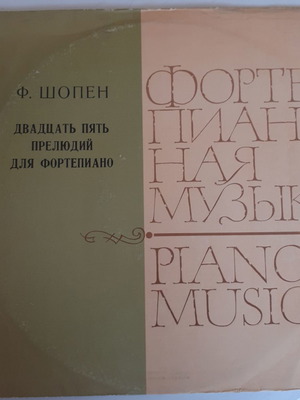 Ф. ШОПЕН
ДВАДЦАТЬ ПЯТЬ
ПРЕЛЮДИЙ
ДЛЯ ФОРТЕПИАНО
ФОРТЕ
ПИАН
НАЯ
МУЗЫК
PIANO
MUSIC